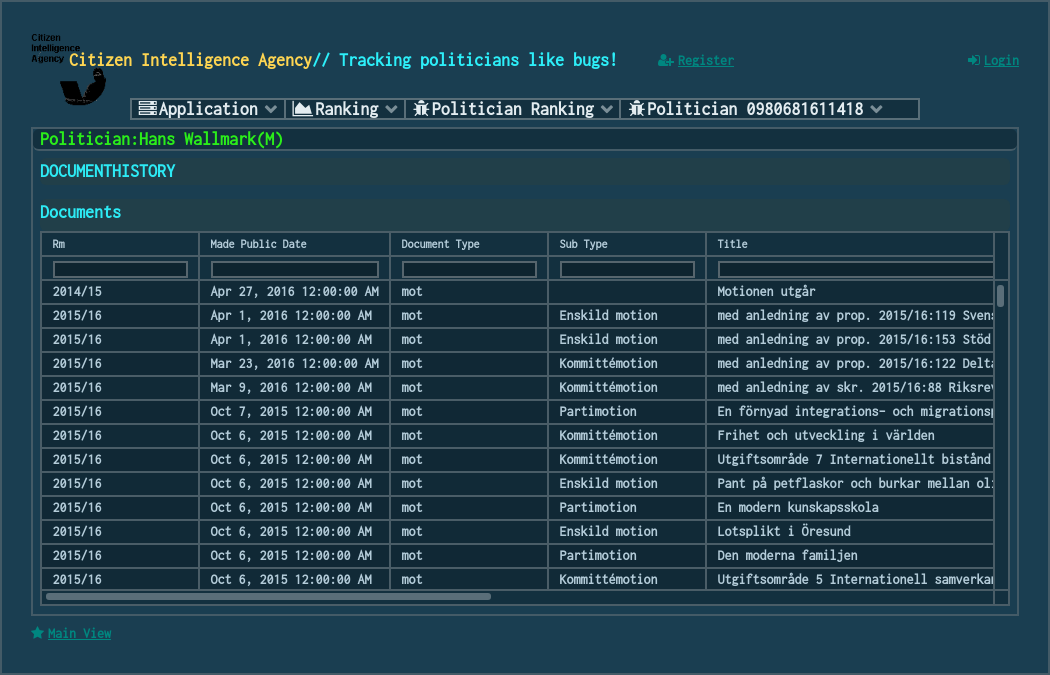 Citizen
Intelligence
Agency
Citizen Intelligence Agency// Tracking politicians like bugs!
Register
Login
Application
Ranking
Politician Ranking
Politician 0980681611418
Politician:Hans Wallmark(M)
DOCUMENTHISTORY
Documents
Rm Made Public Date Document Type Sub Type Title
2014/15 Apr 27, 2016 12:00:00 AM mot Motionen utgår
2015/16 Apr 1, 2016 12:00:00 AM mot Enskild motion med anledning av prop. 2015/16:119 Svens
2015/16 Apr 1, 2016 12:00:00 AM mot Enskild motion med anledning av prop. 2015/16:153 Stöd
2015/16 Mar 23, 2016 12:00:00 AM mot Kommittémotion med anledning av prop. 2015/16:122 Delta
2015/16 Mar 9, 2016 12:00:00 AM mot Kommittémotion med anledning av skr. 2015/16:88 Riksrev
2015/16 Oct 7, 2015 12:00:00 AM mot Partimotion En förnyad integrations- och migrationsp
2015/16 Oct 6, 2015 12:00:00 AM mot Kommittémotion Frihet och utveckling i världen
2015/16 Oct 6, 2015 12:00:00 AM mot Kommittémotion Utgiftsområde 7 Internationellt bistånd
2015/16 Oct 6, 2015 12:00:00 AM mot Enskild motion Pant på petflaskor och burkar mellan oli
2015/16 Oct 6, 2015 12:00:00 AM mot Partimotion En modern kunskapsskola
2015/16 Oct 6, 2015 12:00:00 AM mot Enskild motion Lotsplikt i Öresund
2015/16 Oct 6, 2015 12:00:00 AM mot Partimotion Den moderna familjen
2015/16 Oct 6, 2015 12:00:00 AM mot Kommittémotion Utgiftsområde 5 Internationell samverkan
Main View